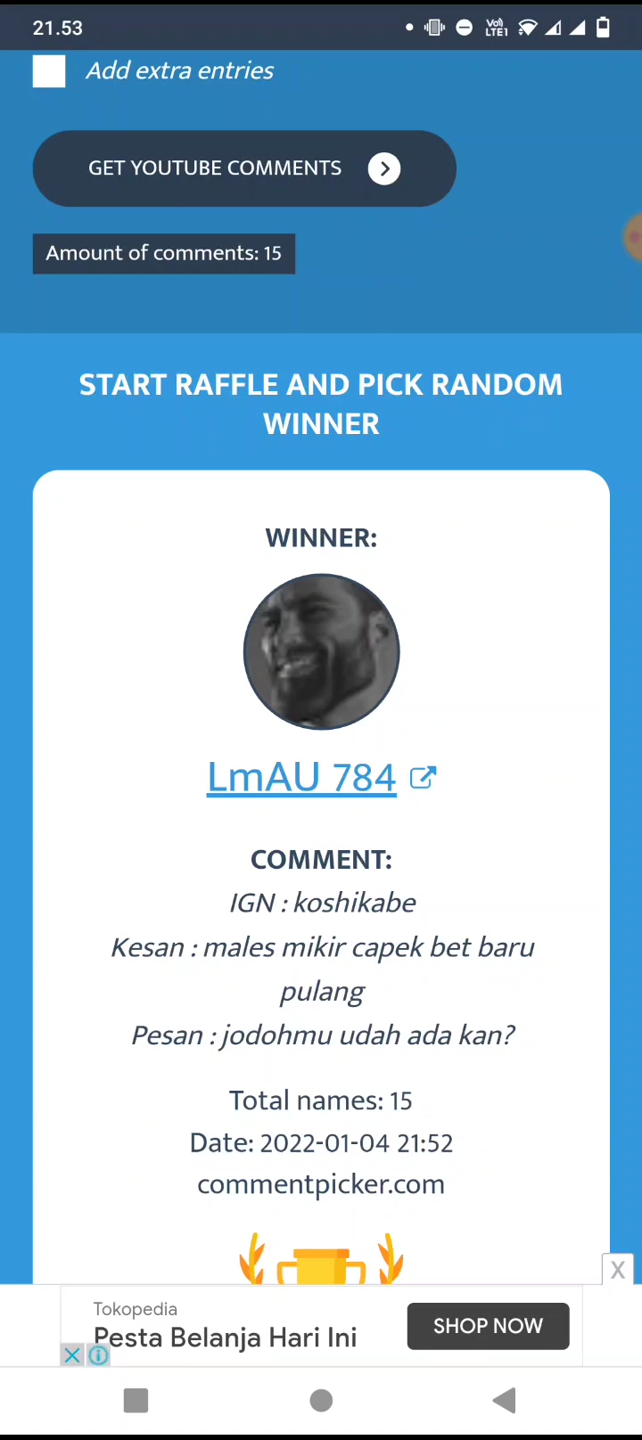 21.53
Vo)
LTE1
Add extra entries
GET YOUTUBE COMMENTS
Amount of comments: 15
START RAFFLE AND PICK RANDOM
WINNER
WINNER:
LmAU 784
COMMENT:
IGN : koshikabe
Kesan : males mikir capek bet baru
pulang
Pesan : jodohmu udah ada kan?
Total names: 15
Date: 2022-01-04 21:52
commentpicker.com
X
Tokopedia
Pesta Belanja Hari Ini
SHOP NOW